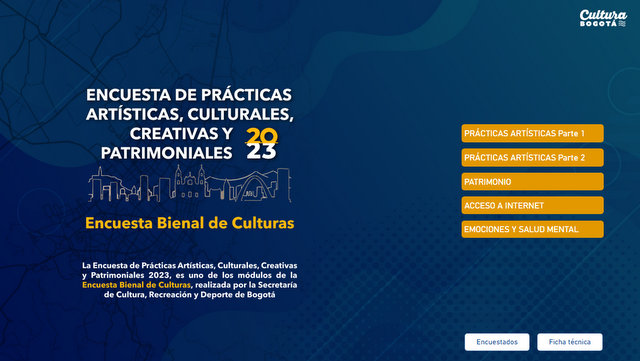 Cultura
BOGOTÁ
ENCUESTA DE PRÁCTICAS
ARTÍSTICAS, CULTURALES,
CREATIVAS Y
PATRIMONIALES
20
23
Encuesta Bienal de Culturas
La Encuesta de Prácticas Artísticas, Culturales, Creativas
y Patrimoniales 2023, es uno de los módulos de la
Encuesta Bienal de Culturas, realizada por la Secretaría
de Cultura, Recreación y Deporte de Bogotá
PRÁCTICAS ARTÍSTICAS Parte 1
PRÁCTICAS ARTÍSTICAS Parte 2
PATRIMONIO
ACCESO A INTERNET
EMOCIONES Y SALUD MENTAL
Encuestados
Ficha técnica